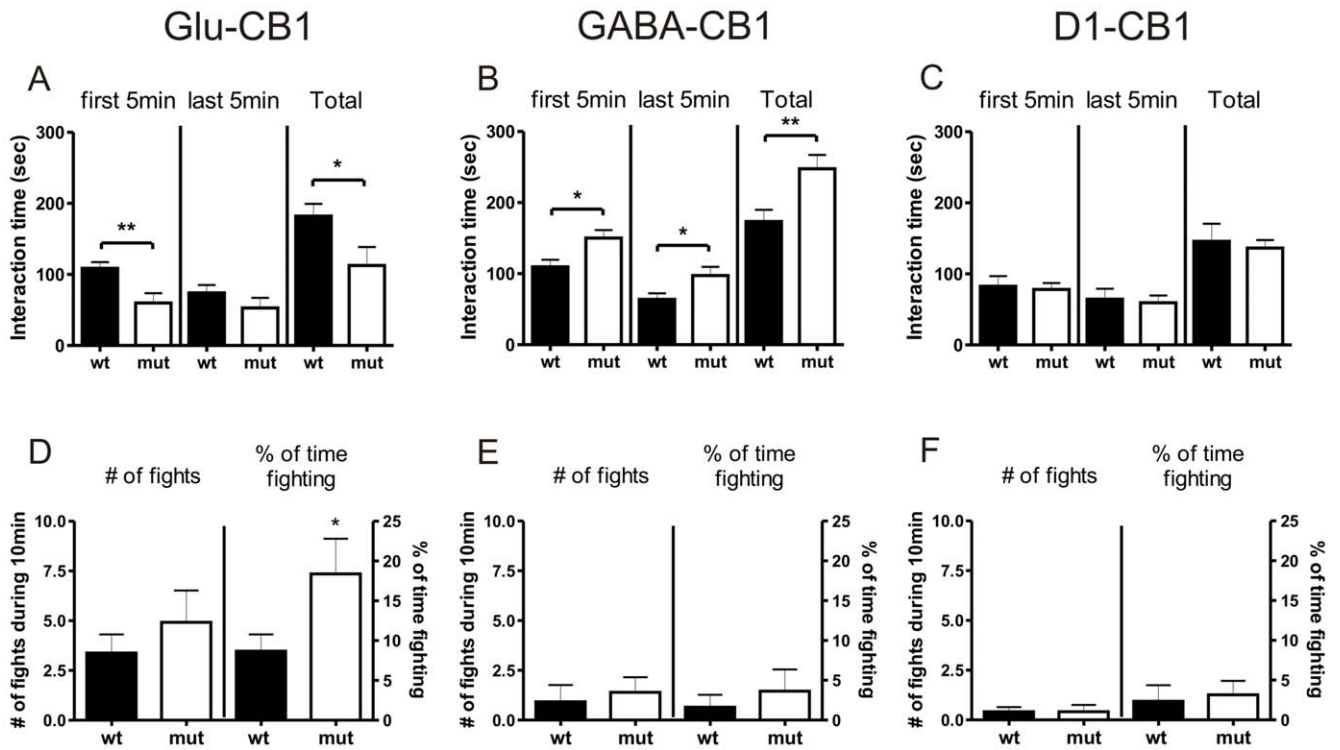 Glu-CB1
GABA-CB1
D1-CB1
A
first 5min
last 5min
Total
Interaction time (sec)
300
200
100
0
**
*
wt
mut
wt
mut
wt
mut
B
first 5min
last 5min
Total
Interaction time (sec)
300
200
100
0
*
*
**
wt
mut
wt
mut
wt
mut
C
first 5min
last 5min
Total
Interaction time (sec)
300
200
100
0
wt
mut
wt
mut
wt
mut
D
# of fights
% of time
fighting
# of fights during 10min
10.0
7.5
5.0
2.5
0.0
*
25
20
15
10
5
0
% of time fighting
wt
mut
wt
mut
E
# of fights
% of time
fighting
# of fights during 10min
10.0
7.5
5.0
2.5
0.0
25
20
15
10
5
0
% of time fighting
wt
mut
wt
mut
F
# of fights
% of time
fighting
# of fights during 10min
10.0
7.5
5.0
2.5
0.0
25
20
15
10
5
0
% of time fighting
wt
mut
wt
mut